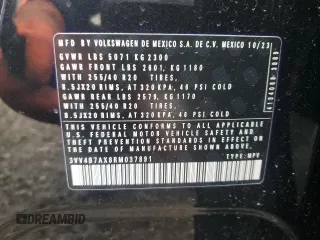 MFD BY VOLKSWAGEN DE MEXICO S.A. DE C.V. MEXICO 10/23
GVWR LBS 5071 KG 2300
GAWR FRONT LBS 2601, KG 1180
WITH 255/40 R20 TIRES,
8.5JX20 RIMS, AT 320 KPA, 46 PSI COLD
GAWR REAR LBS 2579, KG 1170
WITH 255/40 R20 TIRES,
8.5JX20 RIMS, AT 320 KPA, 46 PSI COLD
THIS VEHICLE CONFORMS TO ALL APPLICABLE
U.S. FEDERAL MOTOR VEHICLE SAFETY
STANDARDS IN EFFECT ON THE DATE OF
MANUFACTURE SHOWN ABOVE.
3VV4B7AX8RM037891 TYPE: MPV
DREAMBID